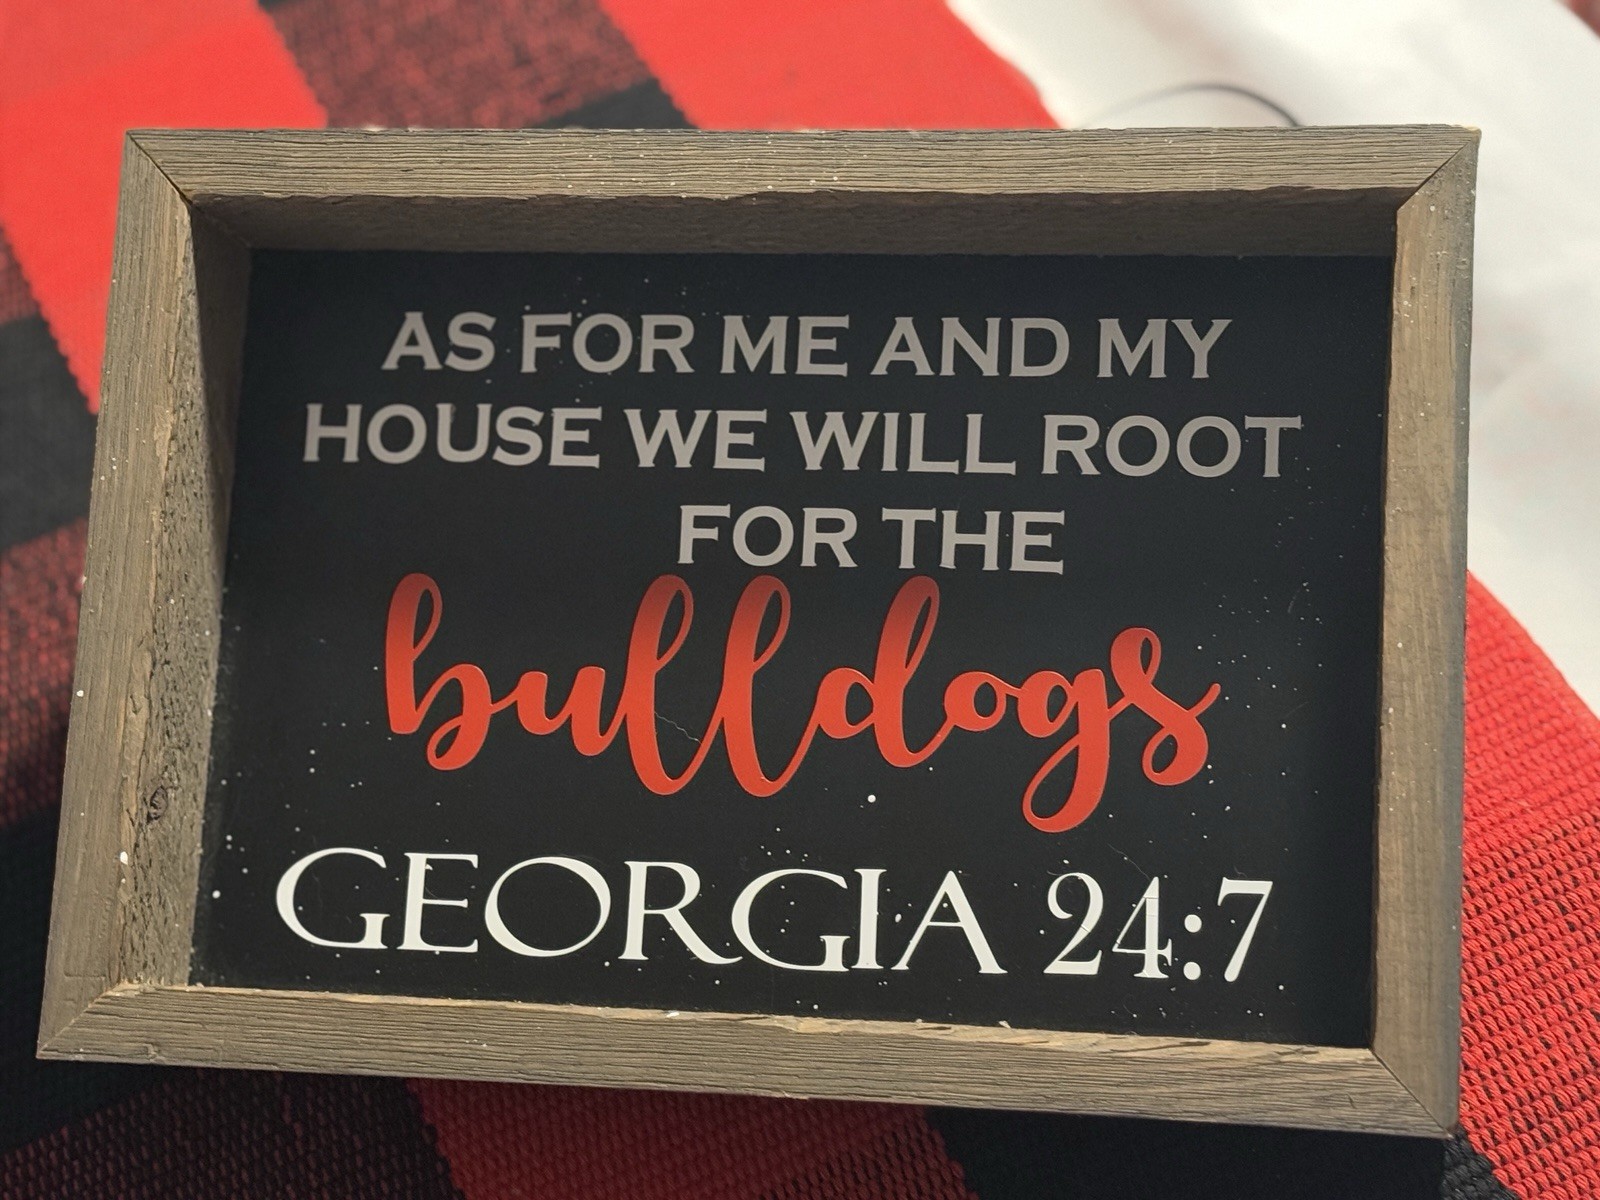 AS FOR ME AND MY
HOUSE WE WILL ROOT
FOR THE
bulldogs
GEORGIA 24:7